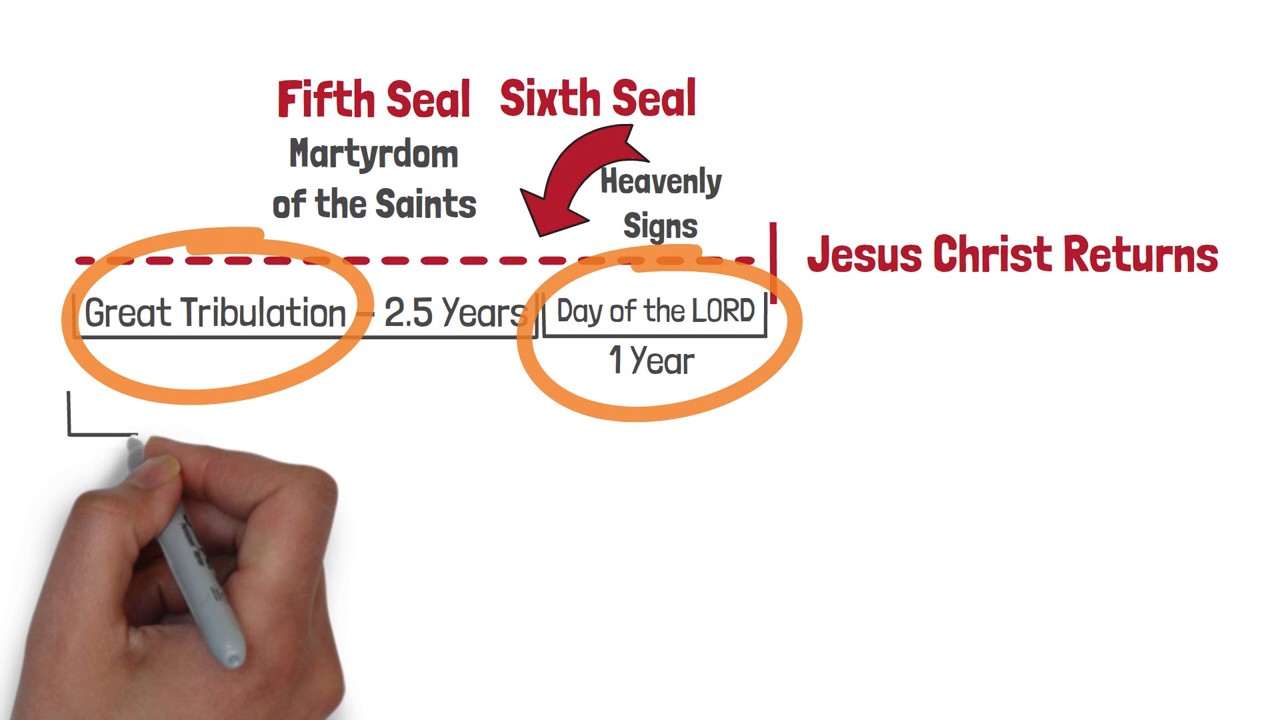 Fifth Seal
Martyrdom
of the Saints
Sixth Seal
Heavenly
Signs
Jesus Christ Returns
Great Tribulation – 2.5 Years
Day of the LORD
1 Year